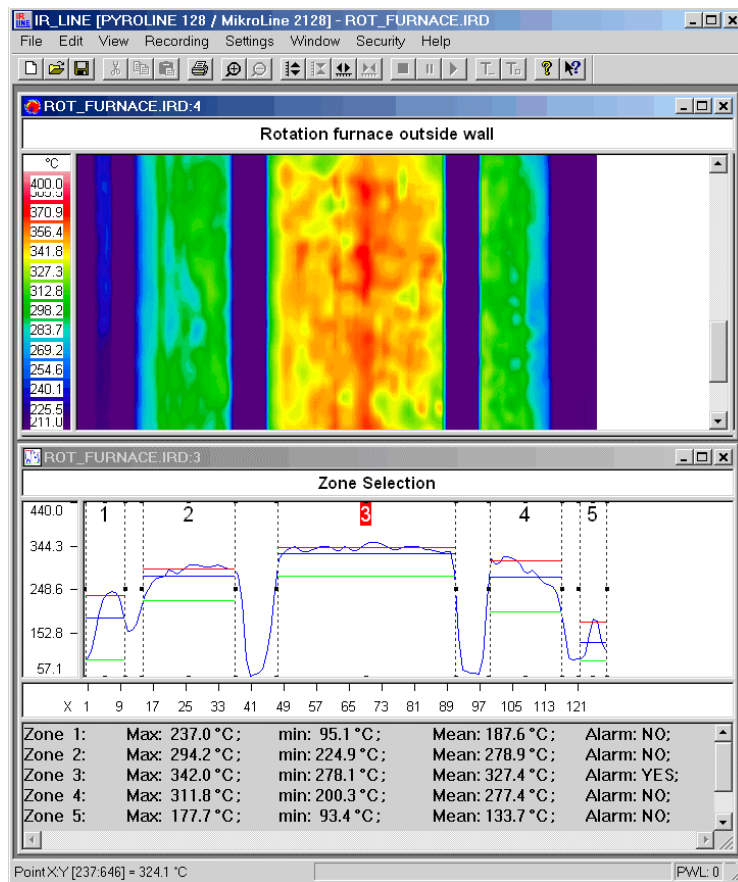 IR_LINE [PYROLINE 128 / MikroLine 2128] - ROT_FURNACE.IRD
File Edit View Recording Settings Window Security Help
ROT_FURNACE.IRD:4
Rotation furnace outside wall
°C
400.0
370.9
356.4
341.8
327.3
312.8
298.2
283.7
269.2
254.6
240.1
225.5
211.0
ROT_FURNACE.IRD:3
Zone Selection
440.0
344.3
248.6
152.8
57.1
1 2 3 4 5
X 1 9 17 25 33 41 49 57 65 73 81 89 97 105 113 121
Zone 1: Max: 237.0 °C; min: 95.1 °C; Mean: 187.6 °C; Alarm: NO;
Zone 2: Max: 294.2 °C; min: 224.9 °C; Mean: 278.9 °C; Alarm: NO;
Zone 3: Max: 342.0 °C; min: 278.1 °C; Mean: 327.4 °C; Alarm: YES;
Zone 4: Max: 311.8 °C; min: 200.3 °C; Mean: 277.4 °C; Alarm: NO;
Zone 5: Max: 177.7 °C; min: 93.4 °C; Mean: 133.7 °C; Alarm: NO;
Point X:Y [237:646] = 324.1 °C PWL: 0